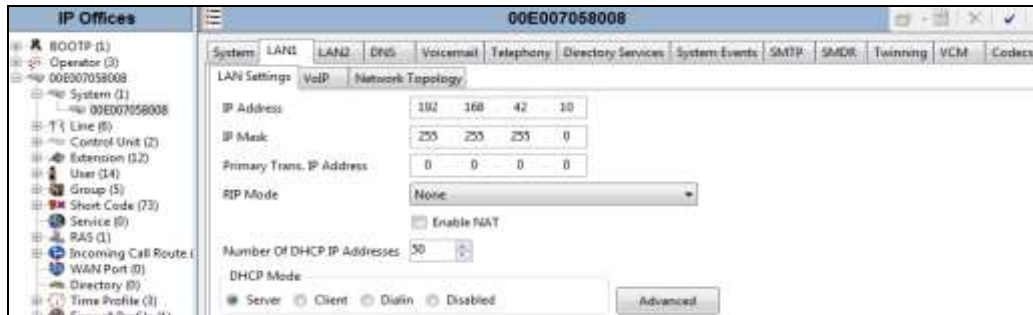 IP Offices
BOOTP (1)
Operator (3)
00E007058008
System (1)
00E007058008
Line (6)
Control Unit (2)
Extension (12)
User (14)
Group (5)
Short Code (73)
Service (0)
RAS (1)
Incoming Call Route (
WAN Port (0)
Directory (0)
Time Profile (3)
Firewall Profile (1)
00E007058008
System LAN1 LAN2 DNS Voicemail Telephony Directory Services System Events SMTP SMDR Twinning VCM Codecs
LAN Settings VoIP Network Topology
IP Address 192 168 42 10
IP Mask 255 255 255 0
Primary Trans. IP Address 0 0 0 0
RIP Mode None
Enable NAT
Number Of DHCP IP Addresses 50
DHCP Mode
Server Client Dialin Disabled Advanced